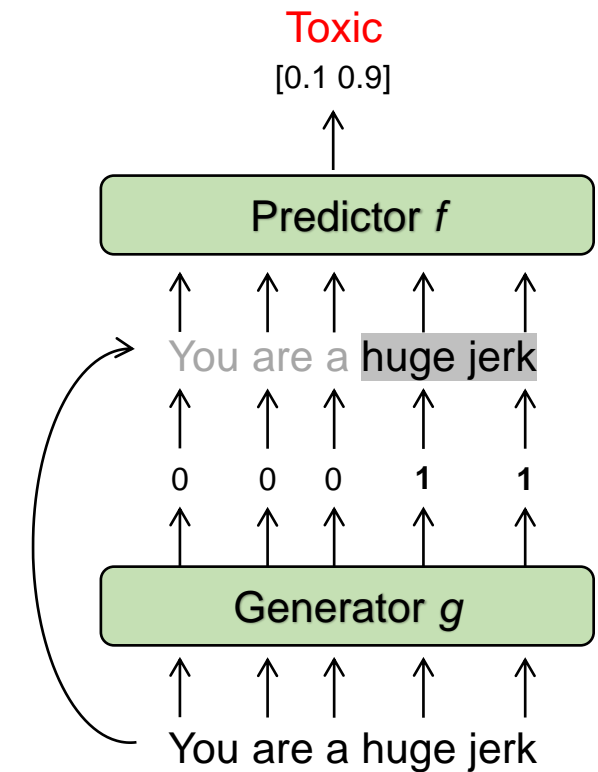 Toxic
[0.1 0.9]
Predictor f
You are a huge jerk
0 0 0 1 1
Generator g
You are a huge jerk